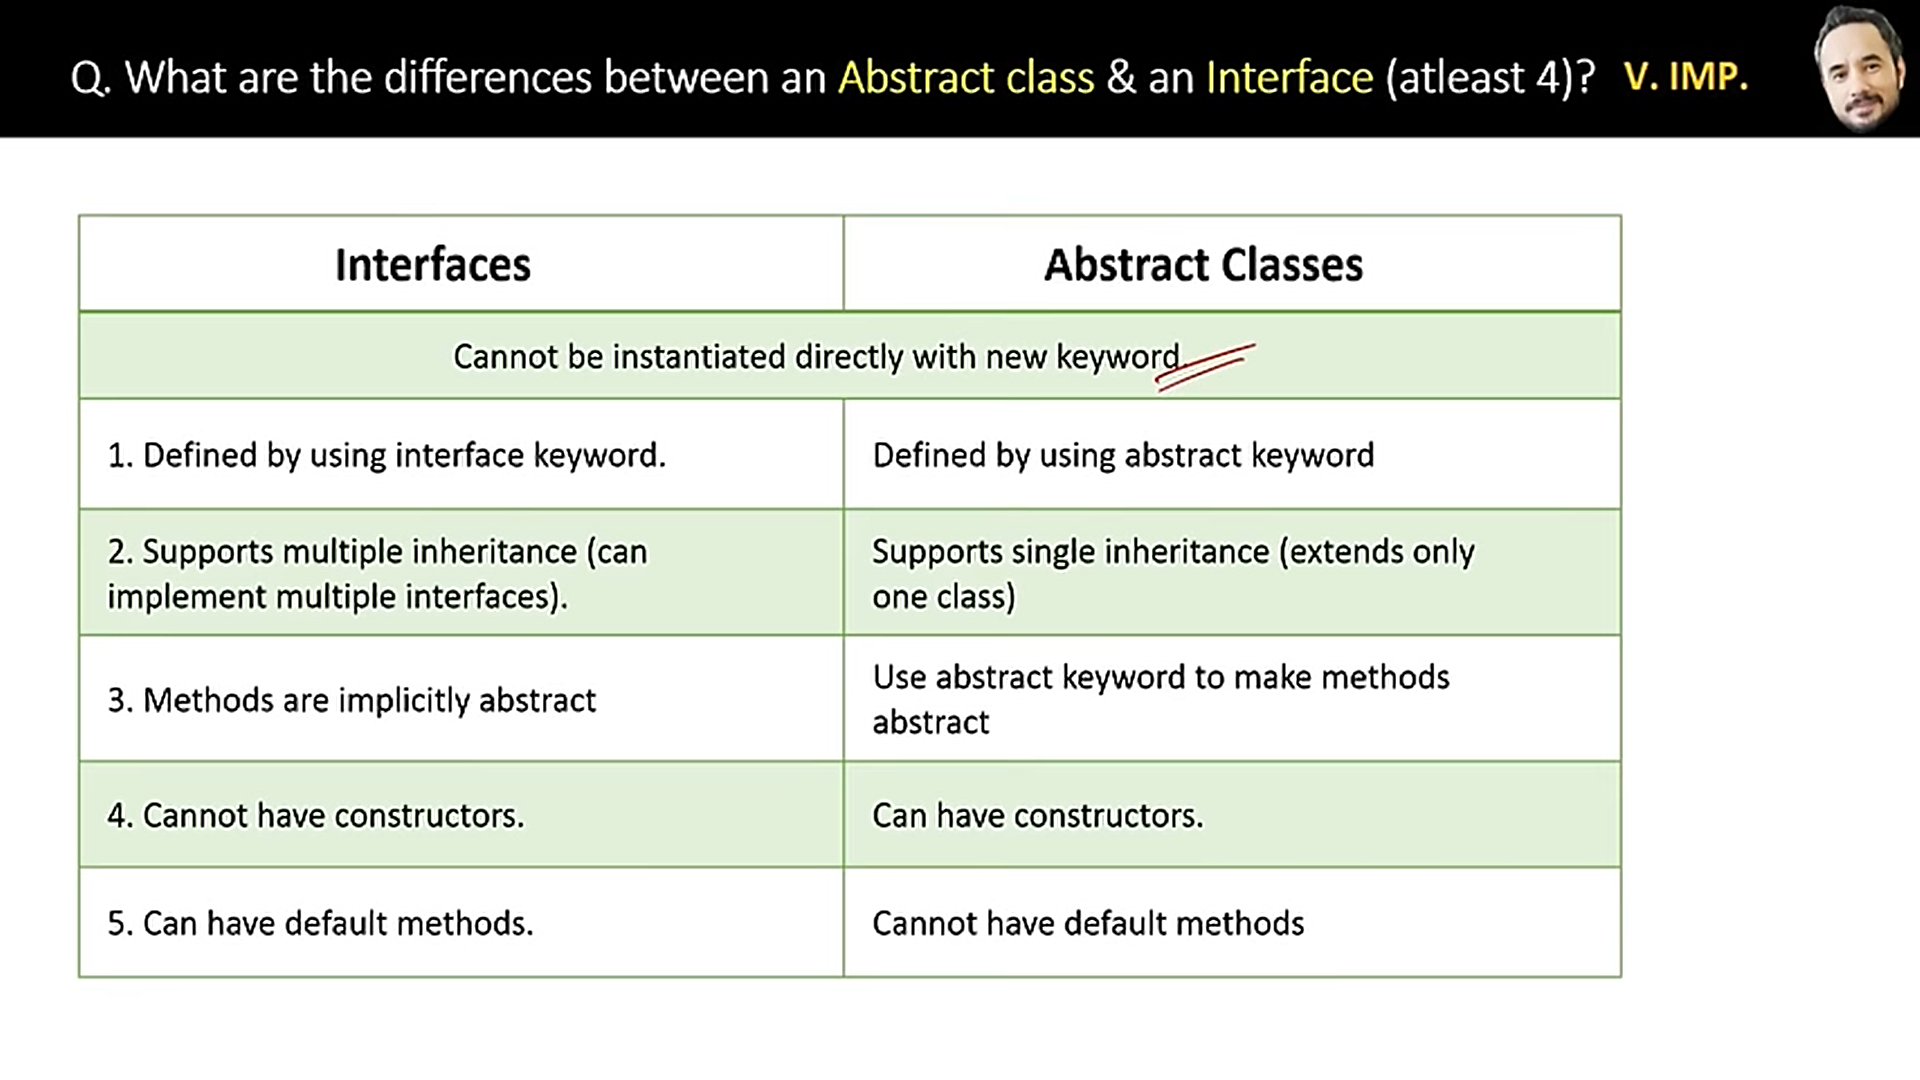 Q. What are the differences between an Abstract class & an Interface (atleast 4)? V. IMP.
Interfaces
Abstract Classes
Cannot be instantiated directly with new keyword
1. Defined by using interface keyword.
Defined by using abstract keyword
2. Supports multiple inheritance (can
implement multiple interfaces).
Supports single inheritance (extends only
one class)
3. Methods are implicitly abstract
Use abstract keyword to make methods
abstract
4. Cannot have constructors.
Can have constructors.
5. Can have default methods.
Cannot have default methods